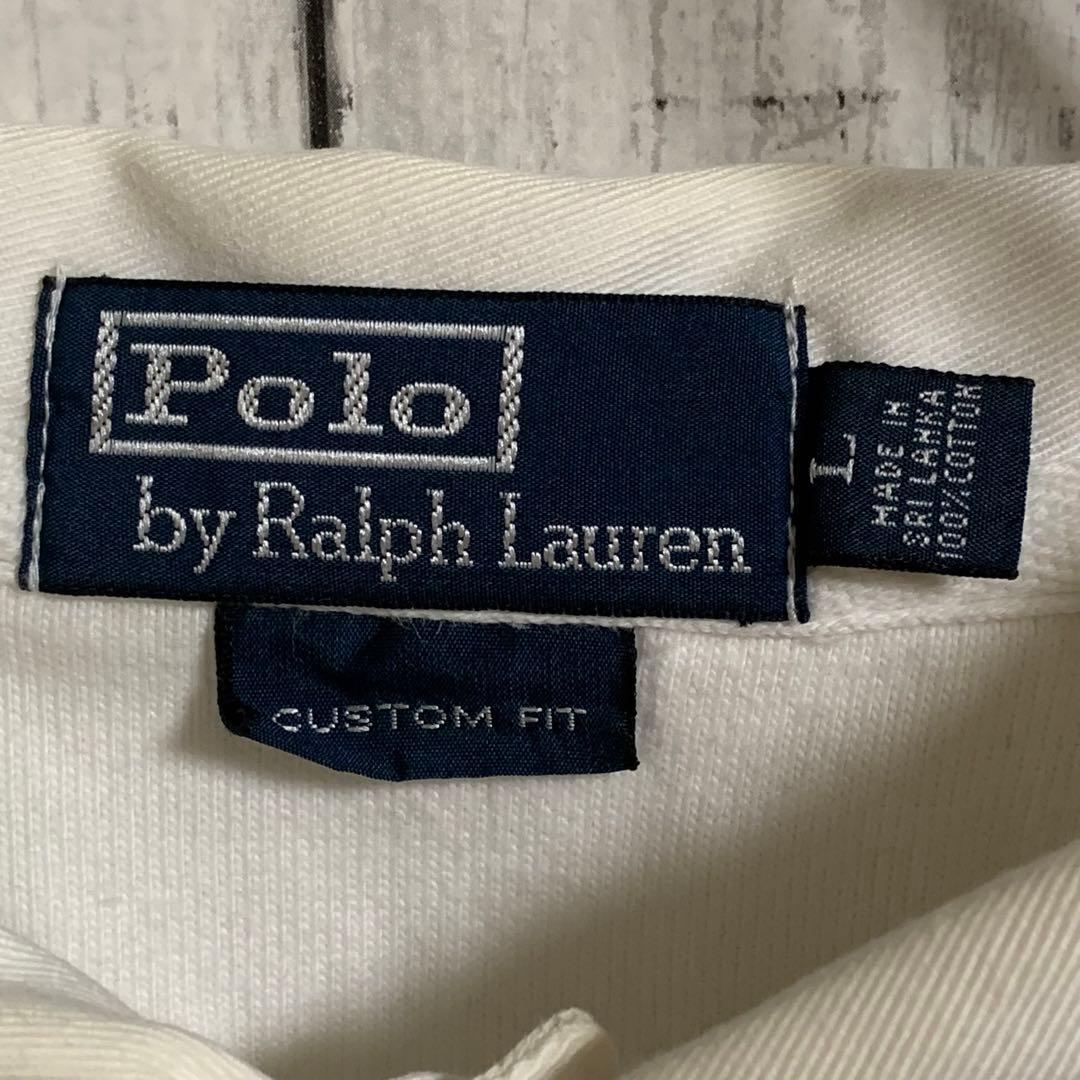 Polo
by Ralph Lauren
L
MADE IN
SRI LANKA
100%COTTON
CUSTOM FIT